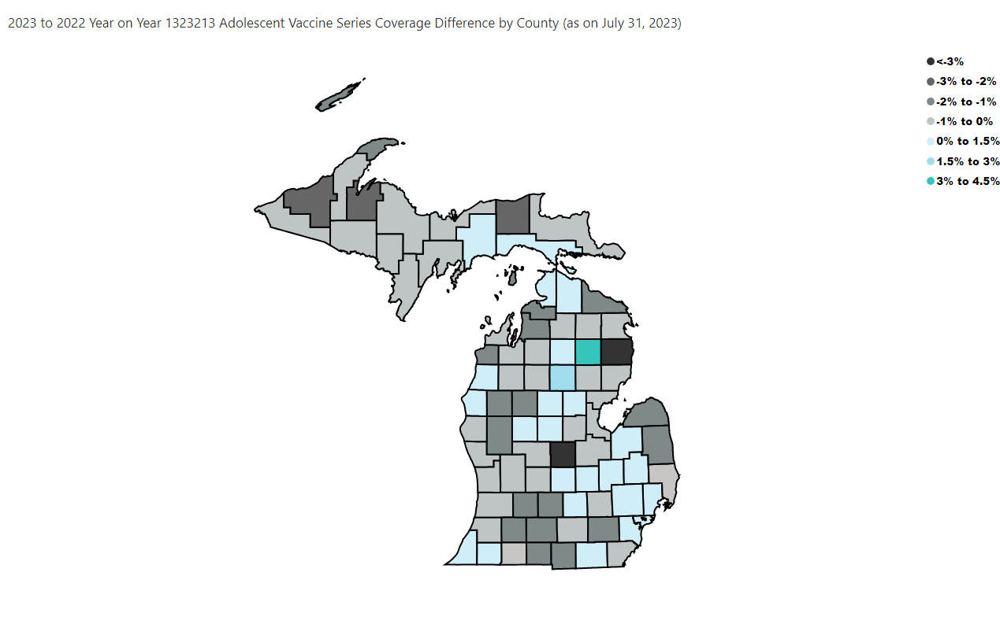 2023 to 2022 Year on Year 1323213 Adolescent Vaccine Series Coverage Difference by County (as on July 31, 2023)
<-3%
-3% to -2%
-2% to -1%
-1% to 0%
0% to 1.5%
1.5% to 3%
3% to 4.5%